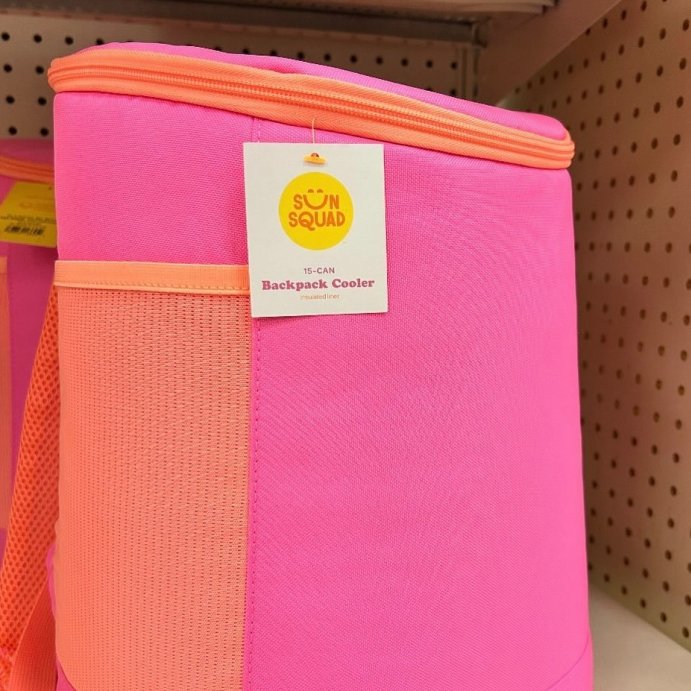 SUN
SQUAD
15-CAN
Backpack Cooler
insulated liner